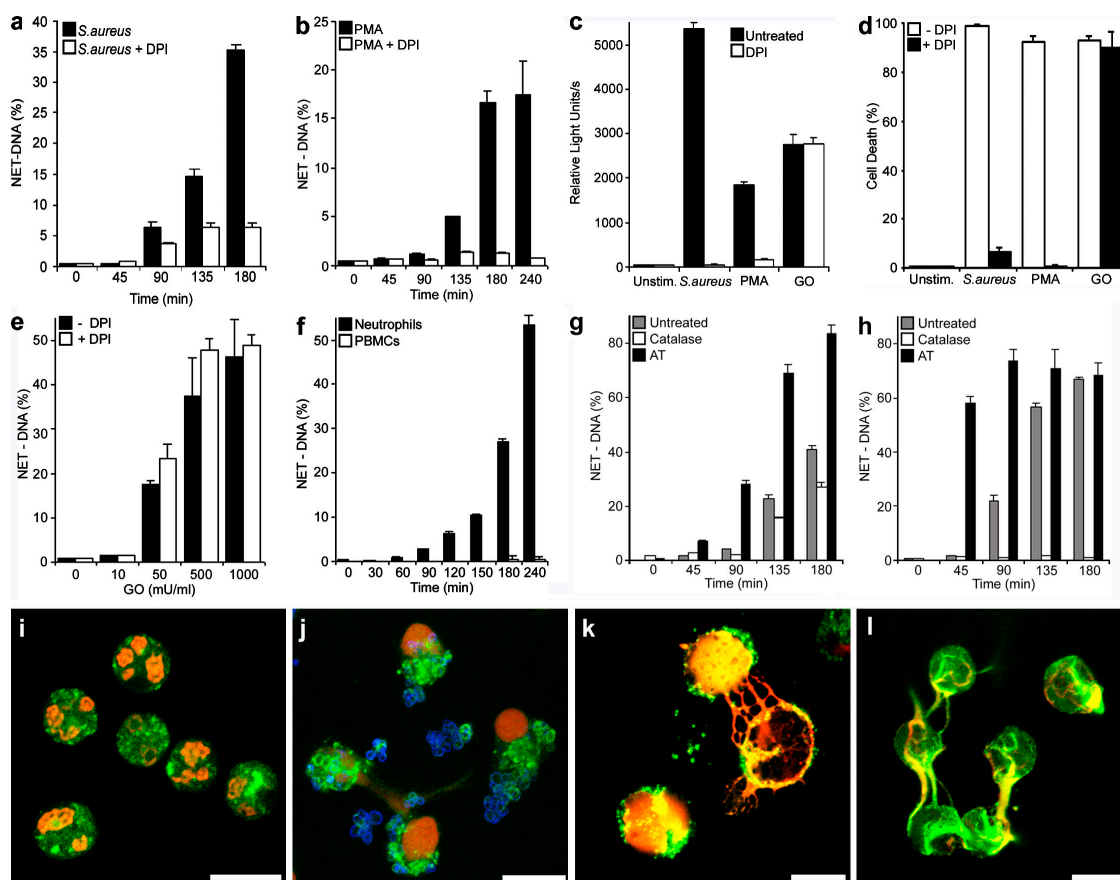 a
S.aureus
S.aureus + DPI
NET-DNA (%)
40
35
30
25
20
15
10
5
0
0 45 90 135 180
Time (min)
b
PMA
PMA + DPI
NET - DNA (%)
25
20
15
10
5
0
0 45 90 135 180 240
Time (min)
c
Untreated
DPI
Relative Light Units/s
5000
4000
3000
2000
1000
0
Unstim. S.aureus PMA GO
d
- DPI
+ DPI
Cell Death (%)
100
80
60
40
20
0
Unstim. S.aureus PMA GO
e
- DPI
+ DPI
NET - DNA (%)
50
40
30
20
10
0
0 10 50 500 1000
GO (mU/ml)
f
Neutrophils
PBMCs
NET - DNA (%)
50
40
30
20
10
0
0 30 60 90 120 150 180 240
Time (min)
g
Untreated
Catalase
AT
NET - DNA (%)
80
60
40
20
0
0 45 90 135 180
Time (min)
h
Untreated
Catalase
AT
NET - DNA (%)
80
60
40
20
0
0 45 90 135 180
Time (min)
i
j
k
l